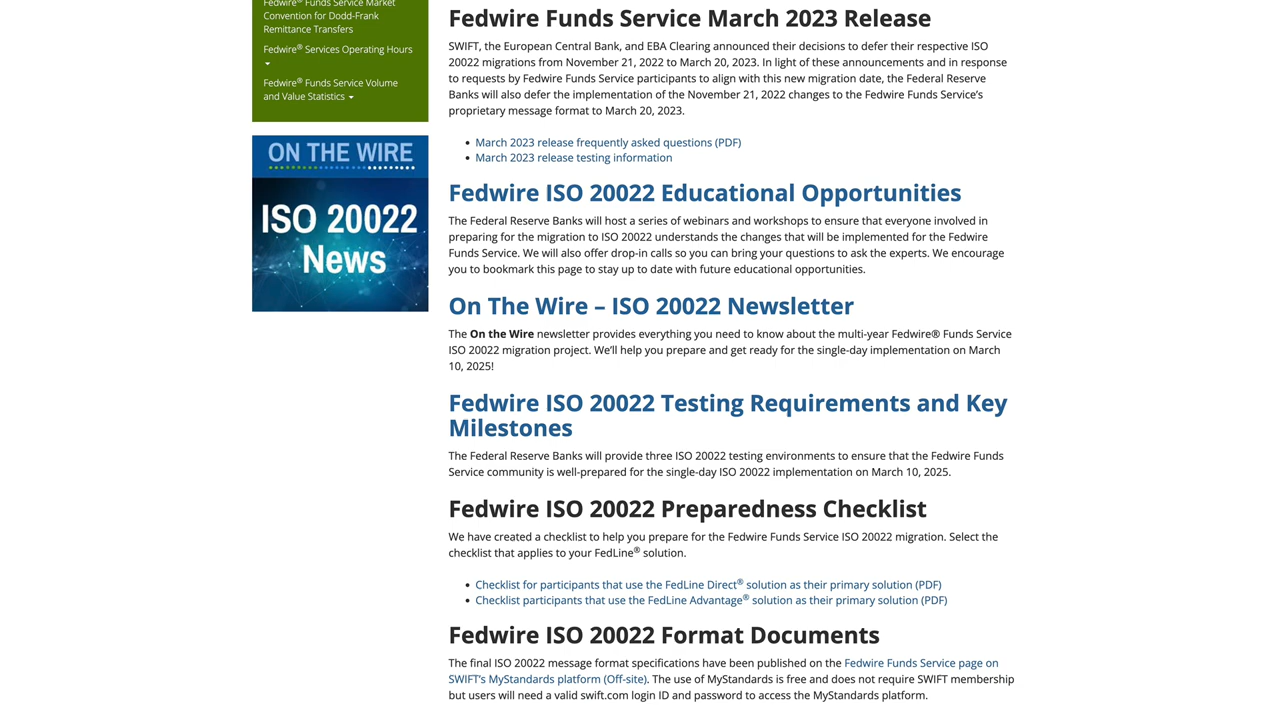 Fedwire® Funds Service Market
Convention for Dodd-Frank
Remittance Transfers
Fedwire® Services Operating Hours
Fedwire® Funds Service Volume
and Value Statistics
ON THE WIRE
ISO 20022
News
Fedwire Funds Service March 2023 Release
SWIFT, the European Central Bank, and EBA Clearing announced their decisions to defer their respective ISO
20022 migrations from November 21, 2022 to March 20, 2023. In light of these announcements and in response
to requests by Fedwire Funds Service participants to align with this new migration date, the Federal Reserve
Banks will also defer the implementation of the November 21, 2022 changes to the Fedwire Funds Service’s
proprietary message format to March 20, 2023.
• March 2023 release frequently asked questions (PDF)
• March 2023 release testing information
Fedwire ISO 20022 Educational Opportunities
The Federal Reserve Banks will host a series of webinars and workshops to ensure that everyone involved in
preparing for the migration to ISO 20022 understands the changes that will be implemented for the Fedwire
Funds Service. We will also offer drop-in calls so you can bring your questions to ask the experts. We encourage
you to bookmark this page to stay up to date with future educational opportunities.
On The Wire – ISO 20022 Newsletter
The On the Wire newsletter provides everything you need to know about the multi-year Fedwire® Funds Service
ISO 20022 migration project. We’ll help you prepare and get ready for the single-day implementation on March
10, 2025!
Fedwire ISO 20022 Testing Requirements and Key
Milestones
The Federal Reserve Banks will provide three ISO 20022 testing environments to ensure that the Fedwire Funds
Service community is well-prepared for the single-day ISO 20022 implementation on March 10, 2025.
Fedwire ISO 20022 Preparedness Checklist
We have created a checklist to help you prepare for the Fedwire Funds Service ISO 20022 migration. Select the
checklist that applies to your FedLine® solution.
• Checklist for participants that use the FedLine Direct® solution as their primary solution (PDF)
• Checklist participants that use the FedLine Advantage® solution as their primary solution (PDF)
Fedwire ISO 20022 Format Documents
The final ISO 20022 message format specifications have been published on the Fedwire Funds Service page on
SWIFT’s MyStandards platform (Off-site). The use of MyStandards is free and does not require SWIFT membership
but users will need a valid swift.com login ID and password to access the MyStandards platform.